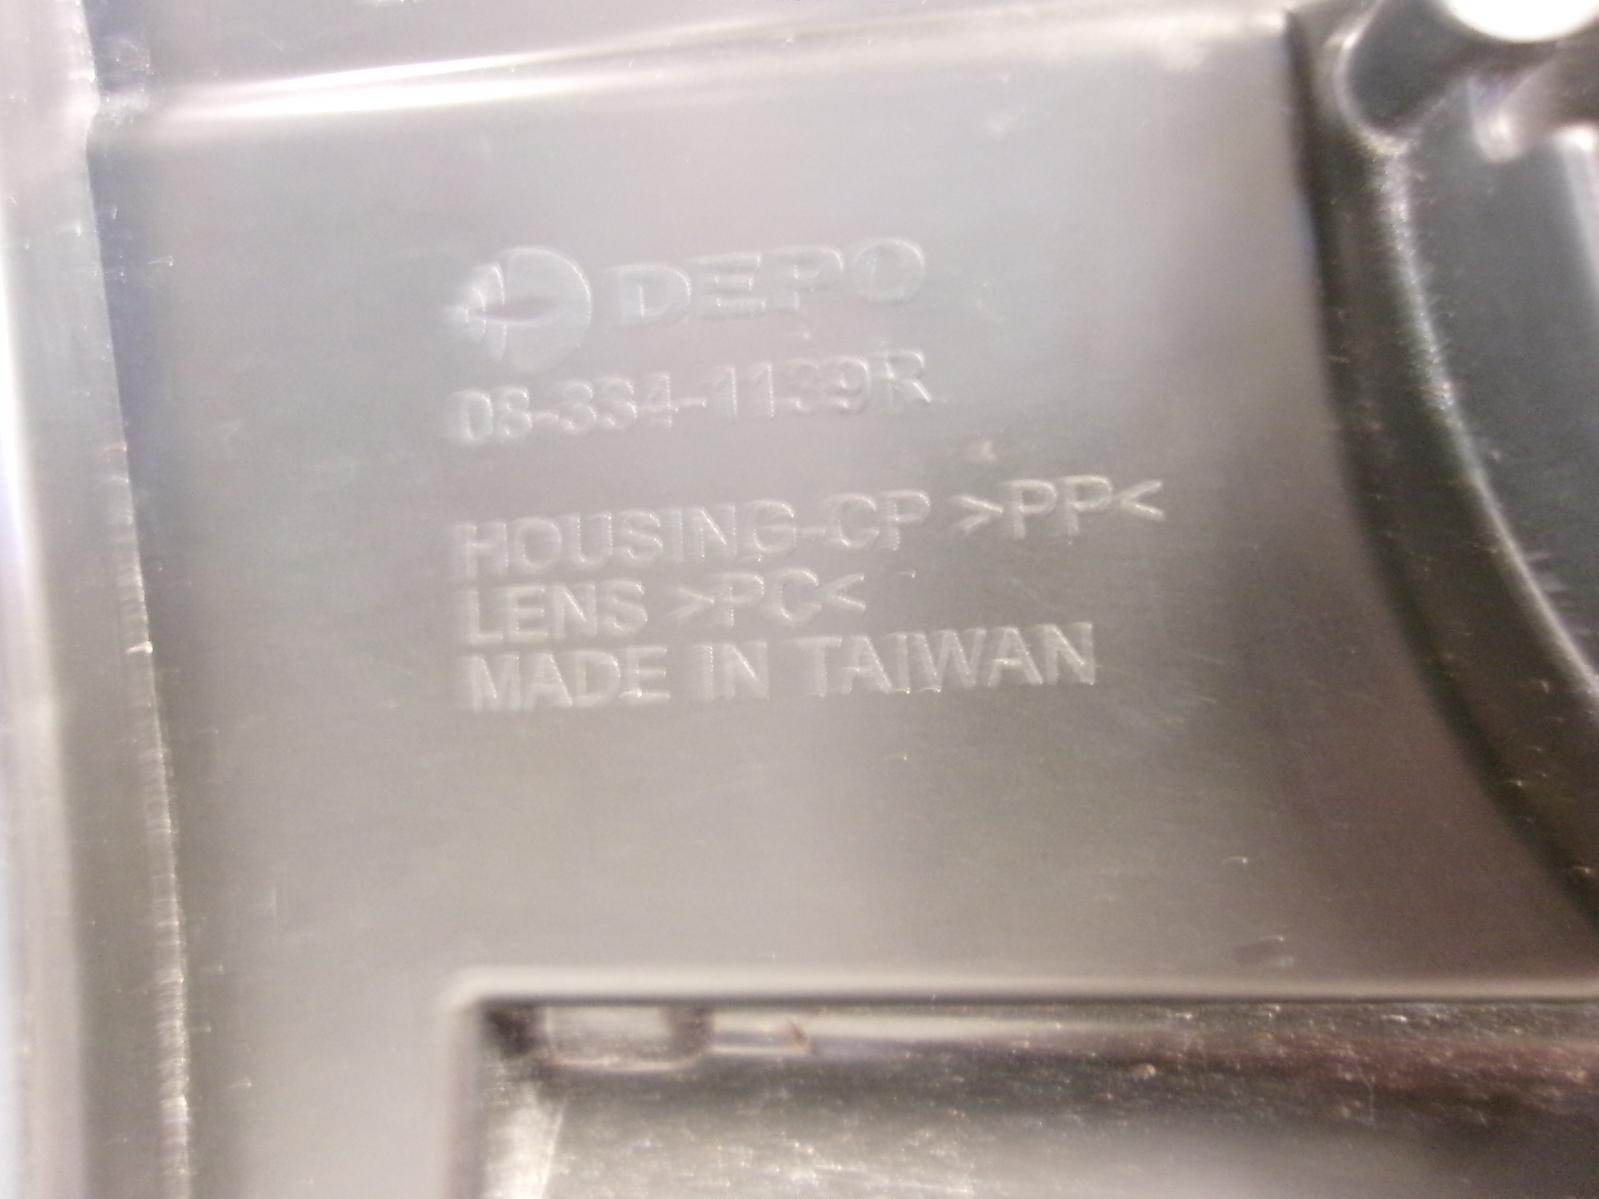 DEPO
08-334-1139R
HOUSING-CP >PP<
LENS >PC<
MADE IN TAIWAN